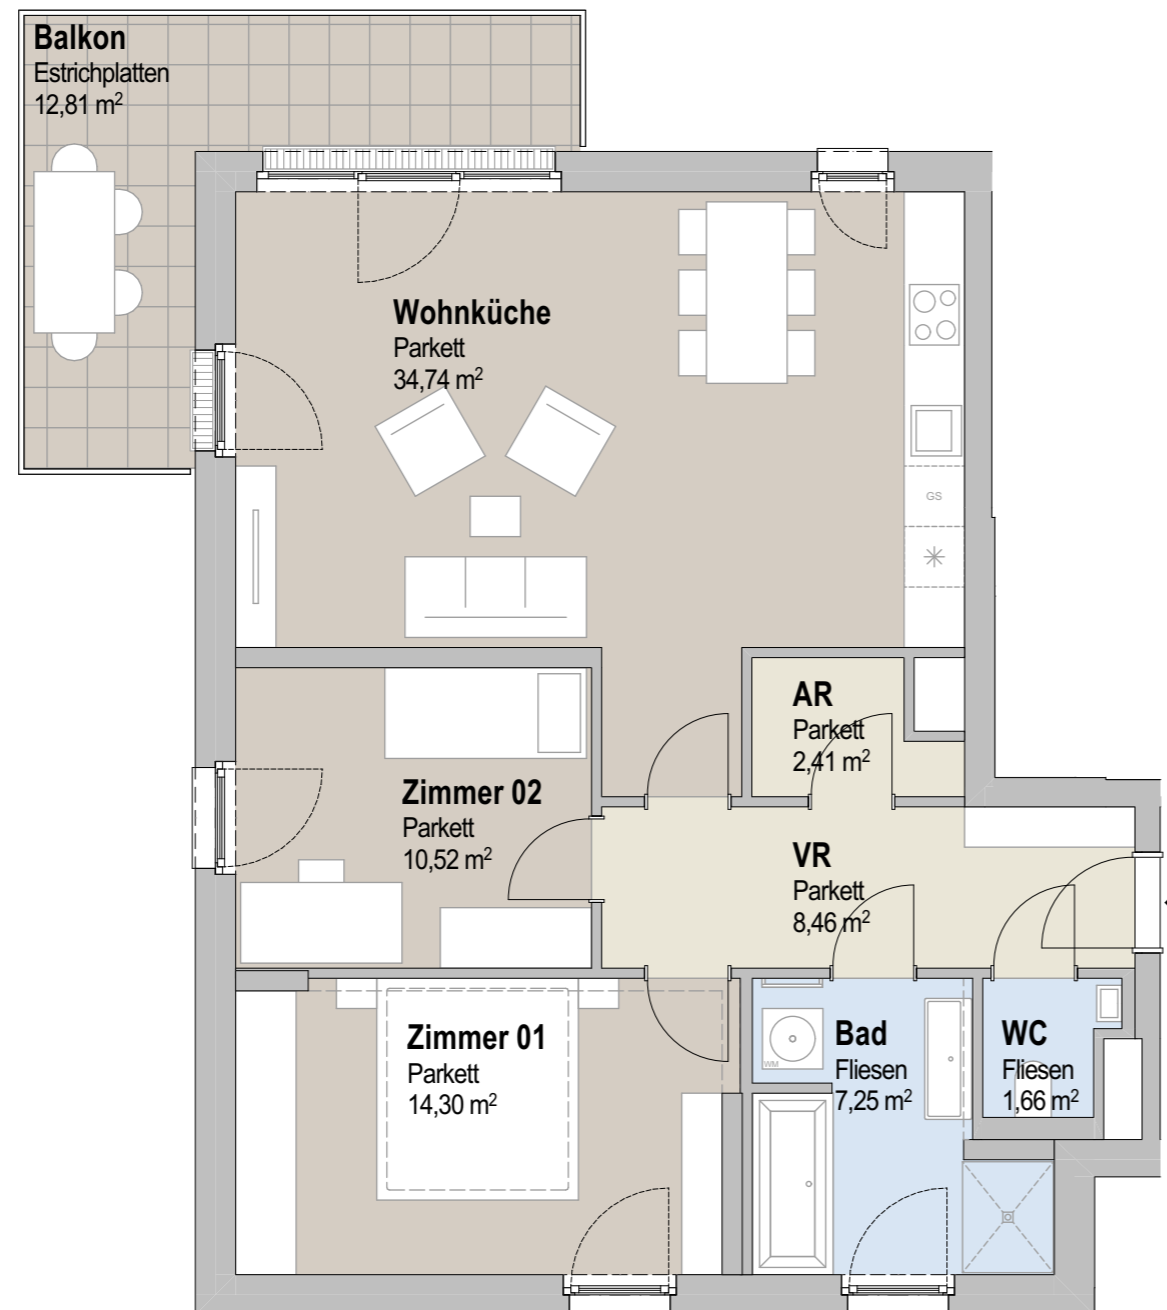 Balkon
Estrichplatten
12,81 m²
Wohnküche
Parkett
34,74 m²
GS
AR
Parkett
2,41 m²
Zimmer 02
Parkett
10,52 m²
VR
Parkett
8,46 m²
Zimmer 01
Parkett
14,30 m²
WM
Bad
Fliesen
7,25 m²
WC
Fliesen
1,66 m²